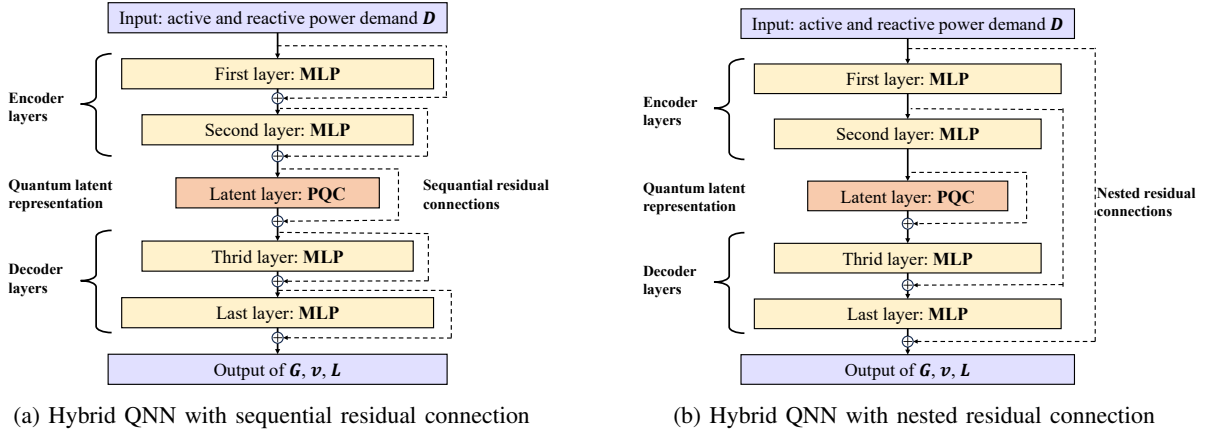 Input: active and reactive power demand D
First layer: MLP
Encoder
layers
Second layer: MLP
Quantum latent
representation
Latent layer: PQC
Sequantial residual
connections
Thrid layer: MLP
Decoder
layers
Last layer: MLP
Output of G, v, L
(a) Hybrid QNN with sequential residual connection
Input: active and reactive power demand D
First layer: MLP
Encoder
layers
Second layer: MLP
Quantum latent
representation
Latent layer: PQC
Nested residual
connections
Thrid layer: MLP
Decoder
layers
Last layer: MLP
Output of G, v, L
(b) Hybrid QNN with nested residual connection